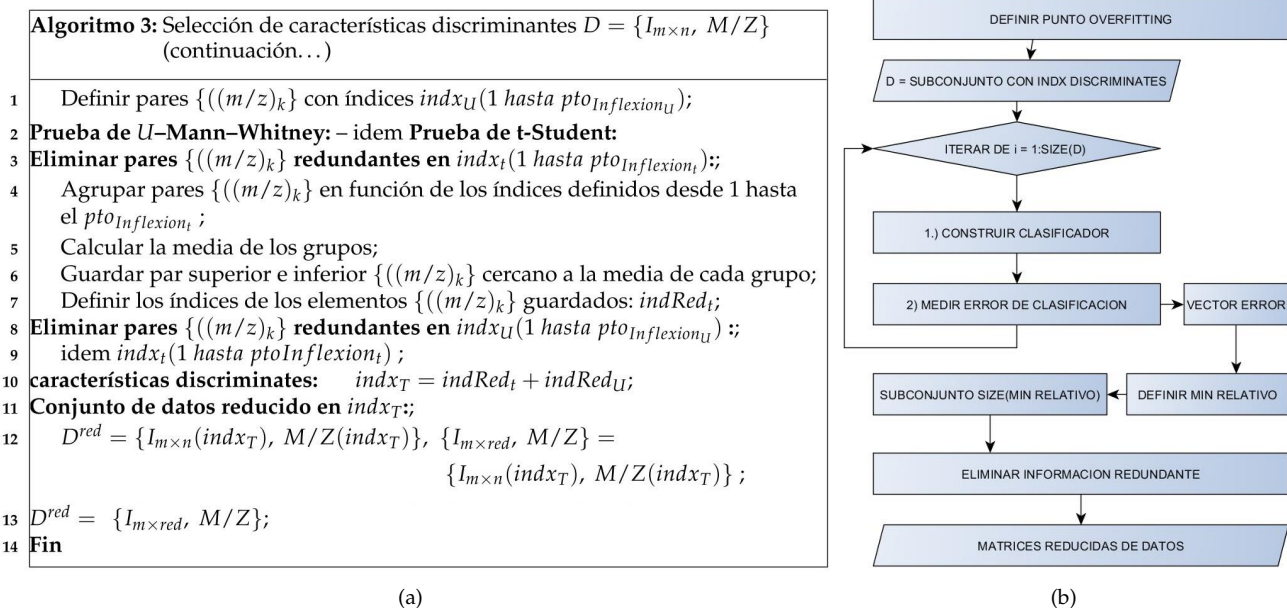 Algoritmo 3: Selección de características discriminantes D = {I_{m×n}, M/Z}
(continuación...)
1 Definir pares {((m/z)_k} con índices indx_U(1 hasta pto_{Inflexion_U});
2 Prueba de U–Mann–Whitney: – idem Prueba de t-Student:
3 Eliminar pares {((m/z)_k} redundantes en indx_t(1 hasta pto_{Inflexion_t}):;
4 Agrupar pares {((m/z)_k} en función de los índices definidos desde 1 hasta
el pto_{Inflexion_t} ;
5 Calcular la media de los grupos;
6 Guardar par superior e inferior {((m/z)_k} cercano a la media de cada grupo;
7 Definir los índices de los elementos {((m/z)_k} guardados: indRed_t;
8 Eliminar pares {((m/z)_k} redundantes en indx_U(1 hasta pto_{Inflexion_U}) :;
9 idem indx_t(1 hasta ptoInflexion_t) ;
10 características discriminates: indx_T = indRed_t + indRed_U;
11 Conjunto de datos reducido en indx_T:;
12 D^{red} = {I_{m×n}(indx_T), M/Z(indx_T)}, {I_{m×red}, M/Z} =
{I_{m×n}(indx_T), M/Z(indx_T)} ;
13 D^{red} = {I_{m×red}, M/Z};
14 Fin
(a)
DEFINIR PUNTO OVERFITTING
D = SUBCONJUNTO CON INDX DISCRIMINATES
ITERAR DE i = 1:SIZE(D)
1.) CONSTRUIR CLASIFICADOR
2) MEDIR ERROR DE CLASIFICACION
VECTOR ERROR
DEFINIR MIN RELATIVO
SUBCONJUNTO SIZE(MIN RELATIVO)
ELIMINAR INFORMACION REDUNDANTE
MATRICES REDUCIDAS DE DATOS
(b)